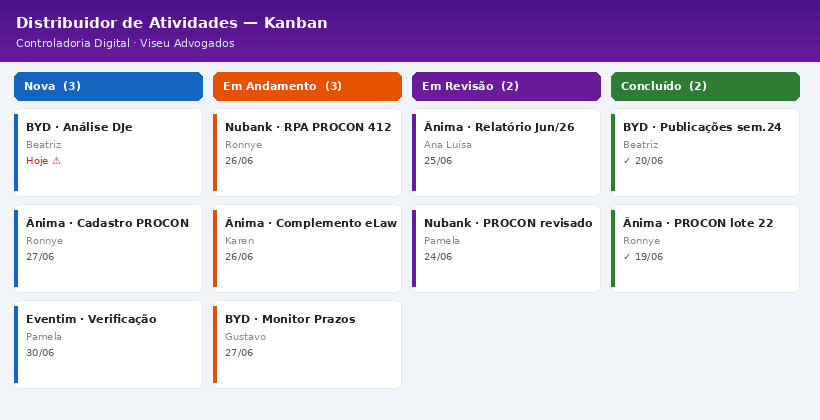 Distribuidor de Atividades — Kanban
Controladoria Digital · Viseu Advogados
Nova (3)
BYD · Análise DJe
Beatriz
Hoje ⚠
Ânima · Cadastro PROCON
Ronnye
27/06
Eventim · Verificação
Pamela
30/06
Em Andamento (3)
Nubank · RPA PROCON 412
Ronnye
26/06
Ânima · Complemento eLaw
Karen
26/06
BYD · Monitor Prazos
Gustavo
27/06
Em Revisão (2)
Ânima · Relatório Jun/26
Ana Luísa
25/06
Nubank · PROCON revisado
Pamela
24/06
Concluído (2)
BYD · Publicações sem.24
Beatriz
✓ 20/06
Ânima · PROCON lote 22
Ronnye
✓ 19/06